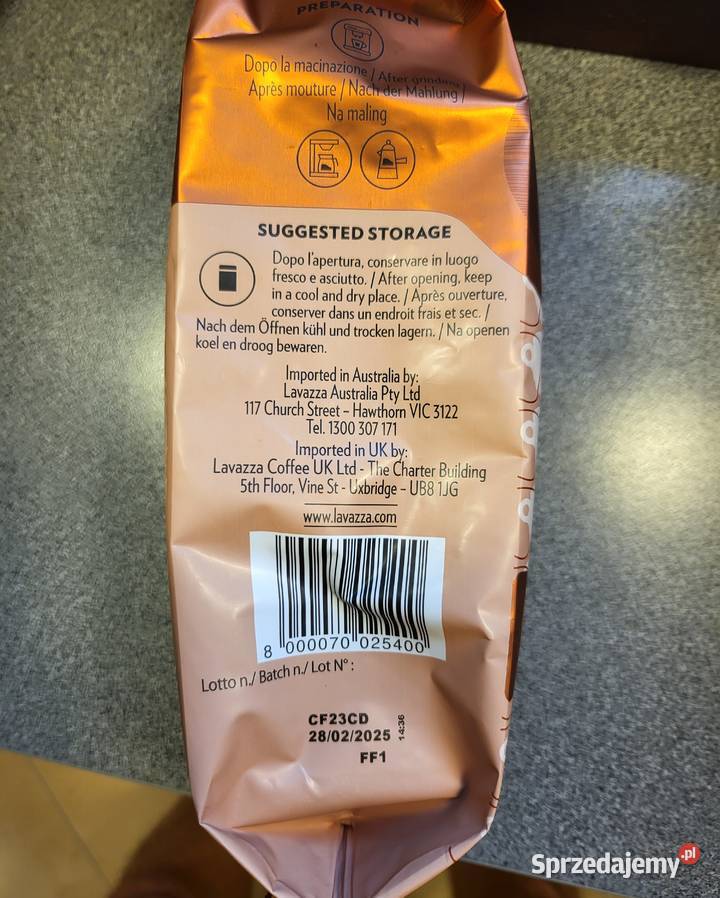 PREPARATION
Dopo la macinazione / After grinding /
Après mouture / Nach der Mahlung /
Na maling
SUGGESTED STORAGE
Dopo l'apertura, conservare in luogo
fresco e asciutto. / After opening, keep
in a cool and dry place. / Après ouverture,
conserver dans un endroit frais et sec. /
Nach dem Öffnen kühl und trocken lagern. / Na openen
koel en droog bewaren.
Imported in Australia by:
Lavazza Australia Pty Ltd
117 Church Street – Hawthorn VIC 3122
Tel. 1300 307 171
Imported in UK by:
Lavazza Coffee UK Ltd - The Charter Building
5th Floor, Vine St - Uxbridge – UB8 1JG
www.lavazza.com
8 000070 025400
Lotto n./ Batch n./ Lot N° :
CF23CD
28/02/2025 14:36
FF1
Sprzedajemy.pl